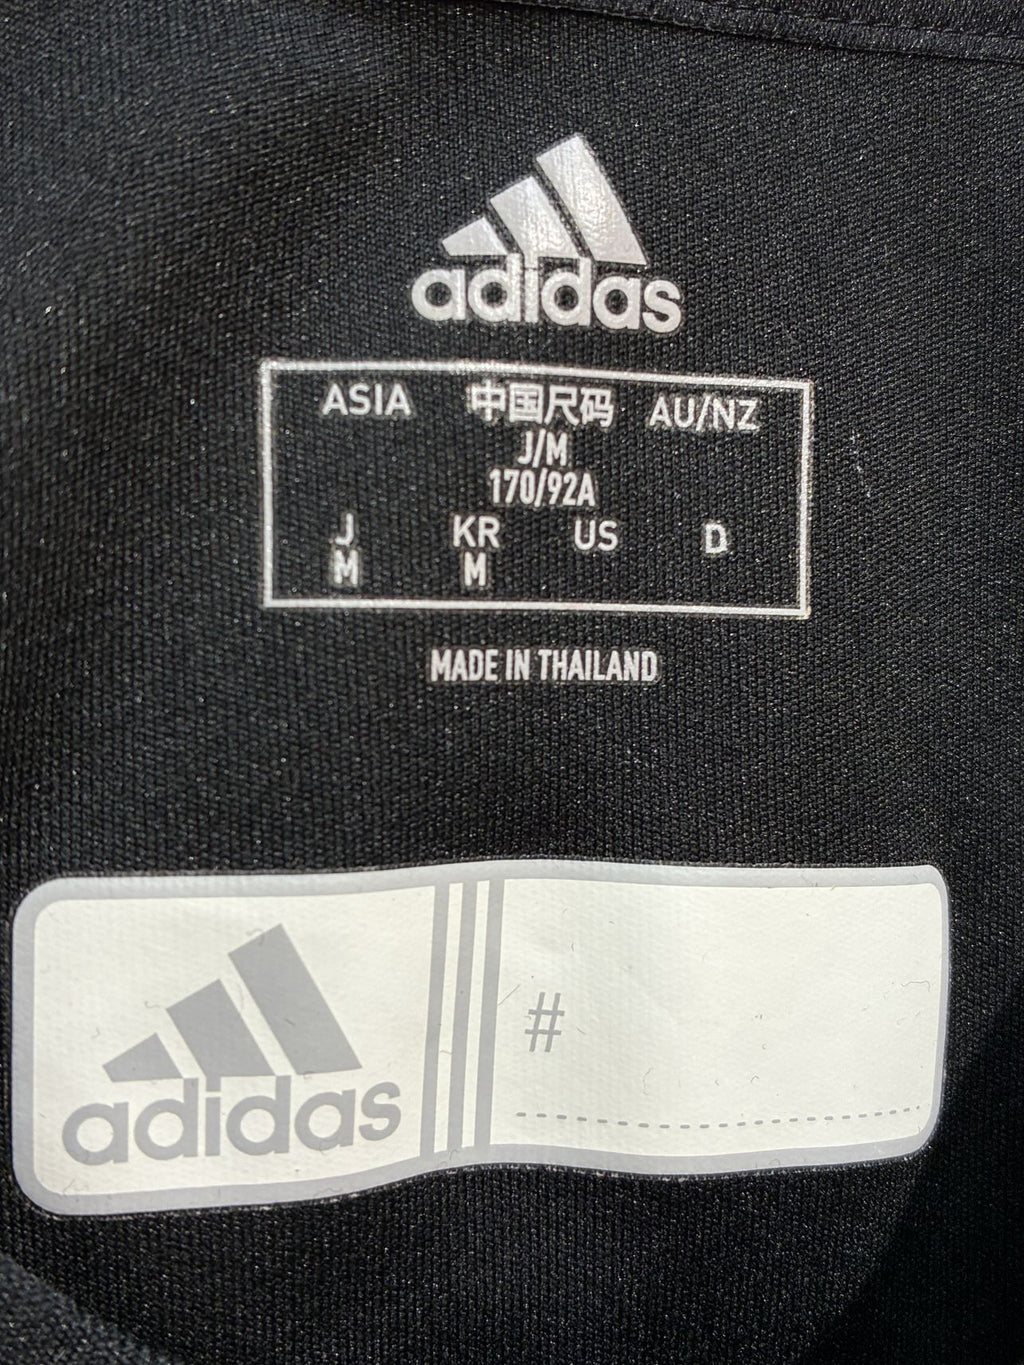 adidas
ASIA 中国尺码 AU/NZ
J/M
170/92A
J KR US D
M M
MADE IN THAILAND
adidas #